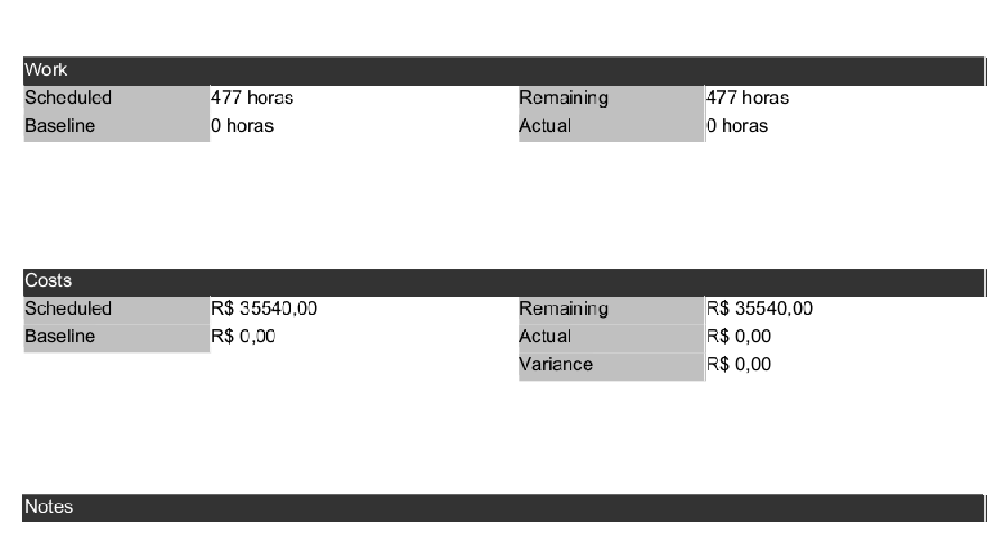 Work
Scheduled 477 horas Remaining 477 horas
Baseline 0 horas Actual 0 horas
Costs
Scheduled R$ 35540,00 Remaining R$ 35540,00
Baseline R$ 0,00 Actual R$ 0,00
Variance R$ 0,00
Notes